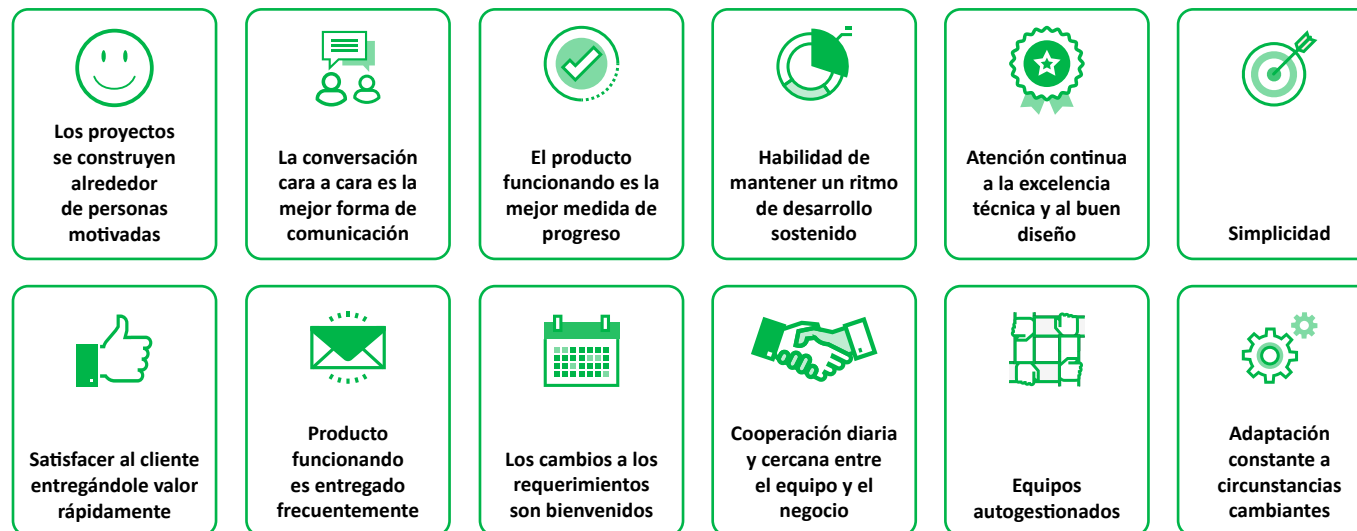 Los proyectos
se construyen
alrededor
de personas
motivadas
La conversación
cara a cara es la
mejor forma de
comunicación
El producto
funcionando es la
mejor medida de
progreso
Habilidad de
mantener un ritmo
de desarrollo
sostenido
Atención continua
a la excelencia
técnica y al buen
diseño
Simplicidad
Satisfacer al cliente
entregándole valor
rápidamente
Producto
funcionando
es entregado
frecuentemente
Los cambios a los
requerimientos
son bienvenidos
Cooperación diaria
y cercana entre
el equipo y el
negocio
Equipos
autogestionados
Adaptación
constante a
circunstancias
cambiantes